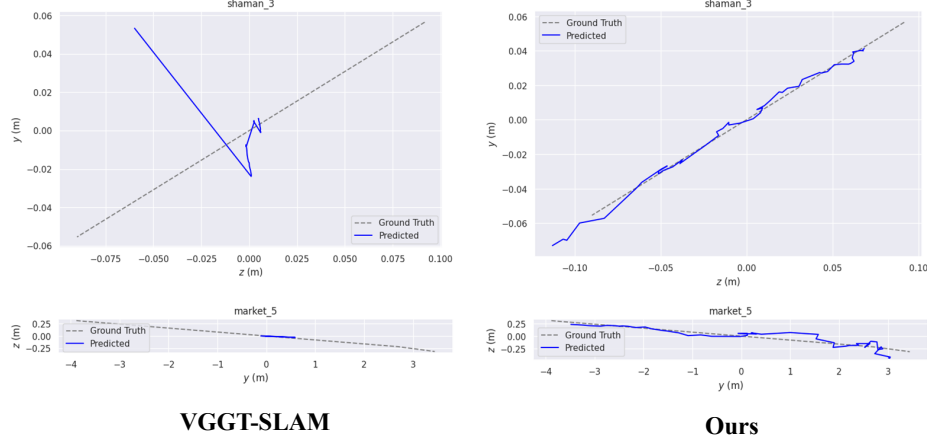 shaman_3
0.06
0.04
0.02
0.00
−0.02
−0.04
0.06
y (m)
−0.075
−0.050
−0.025
0.000
0.025
0.050
0.075
0.100
z (m)
Ground Truth
Predicted
shaman_3
0.06
0.04
0.02
0.00
−0.02
−0.04
−0.06
y (m)
−0.10
−0.05
0.00
0.05
0.10
z (m)
Ground Truth
Predicted
market_5
0.25
0.00
−0.25
z (m)
Ground Truth
Predicted
−4
−3
−2
−1
0
1
2
3
y (m)
market_5
0.25
0.00
−0.25
z (m)
Ground Truth
Predicted
−4
−3
−2
−1
0
1
2
3
y (m)
VGGT-SLAM
Ours